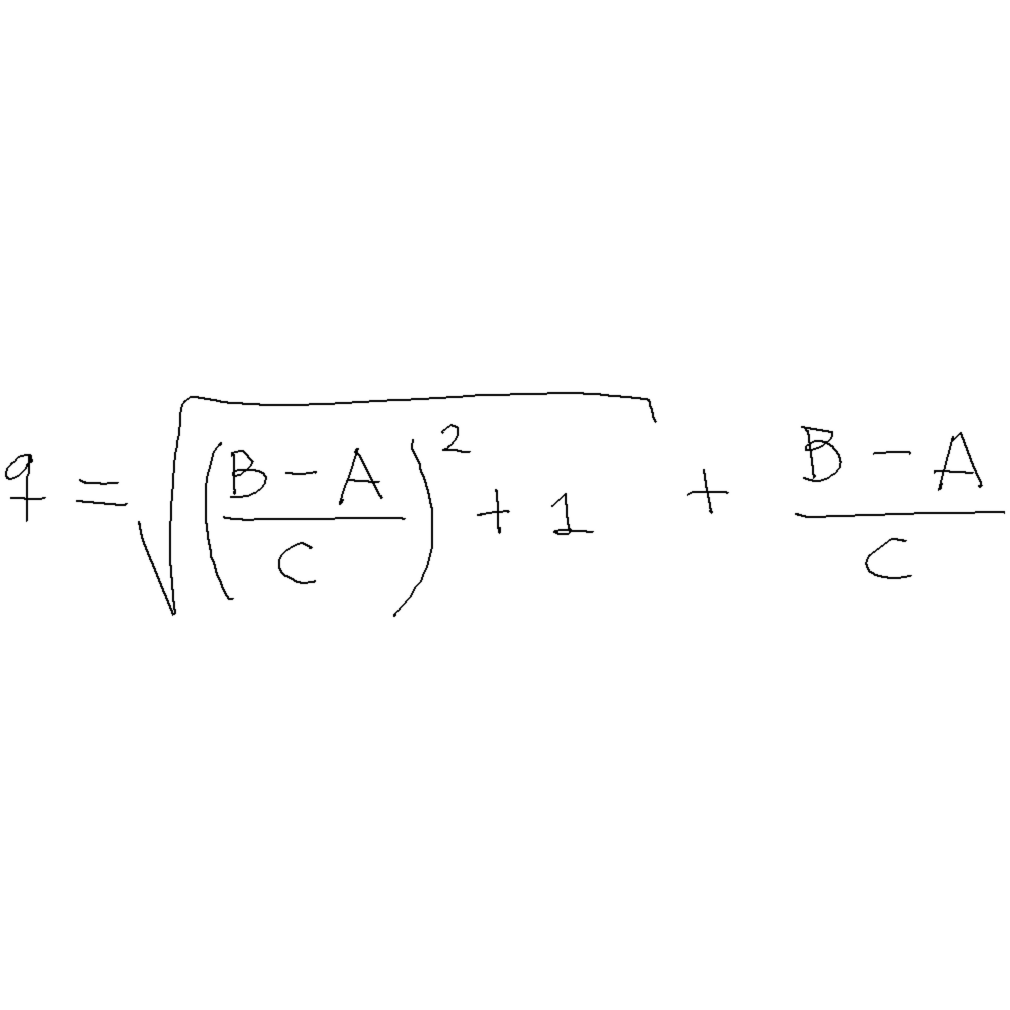 q = √(((B - A)/C)² + 1) + (B - A)/C